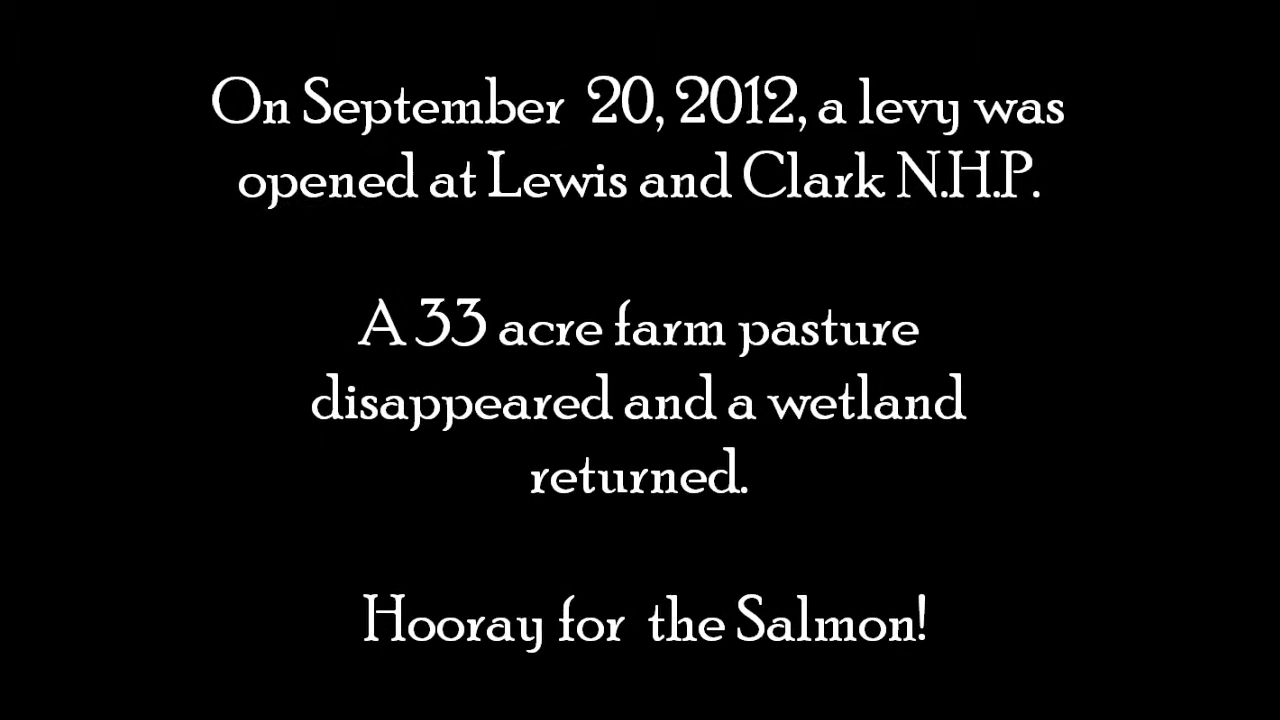 On September 20, 2012, a levy was
opened at Lewis and Clark N.H.P.
A 33 acre farm pasture
disappeared and a wetland
returned.
Hooray for the Salmon!